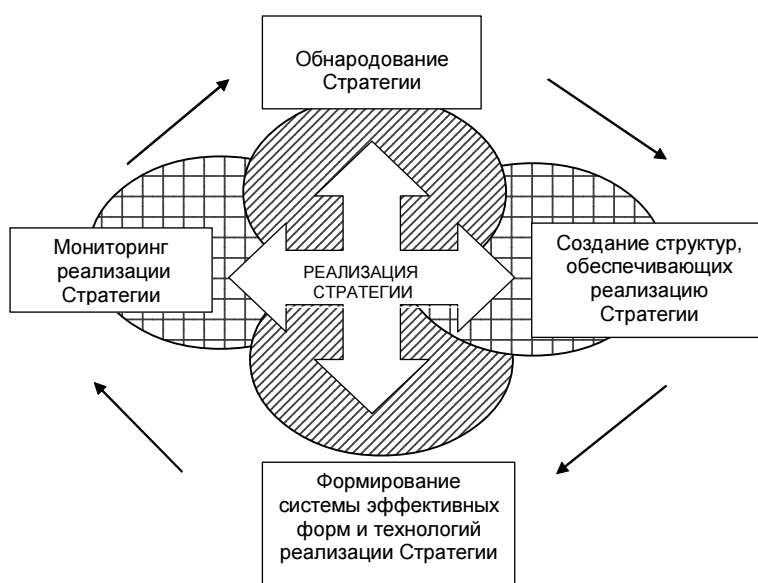 Обнародование
Стратегии
Мониторинг
реализации
Стратегии
РЕАЛИЗАЦИЯ
СТРАТЕГИИ
Создание структур,
обеспечивающих
реализацию
Стратегии
Формирование
системы эффективных
форм и технологий
реализации Стратегии